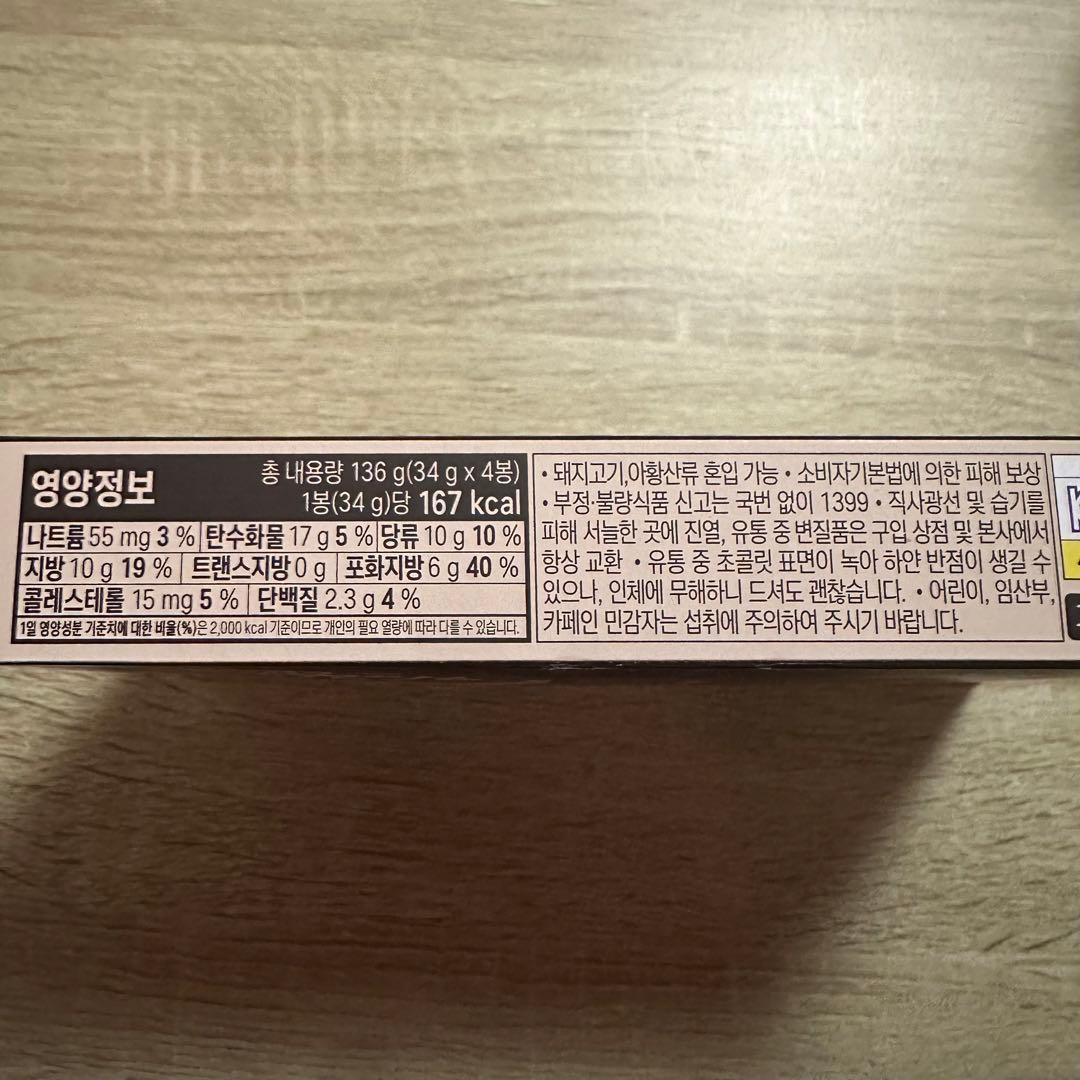 영양정보
총 내용량 136 g(34 g x 4봉)
1봉(34 g)당 167 kcal
나트륨 55 mg 3 % 탄수화물 17 g 5 % 당류 10 g 10 %
지방 10 g 19 % 트랜스지방 0 g 포화지방 6 g 40 %
콜레스테롤 15 mg 5 % 단백질 2.3 g 4 %
1일 영양성분 기준치에 대한 비율(%)은 2,000 kcal 기준이므로 개인의 필요 열량에 따라 다를 수 있습니다.
• 돼지고기,아황산류 혼입 가능 • 소비자기본법에 의한 피해 보상
• 부정·불량식품 신고는 국번 없이 1399 • 직사광선 및 습기를
피해 서늘한 곳에 진열, 유통 중 변질품은 구입 상점 및 본사에서
항상 교환 • 유통 중 초콜릿 표면이 녹아 하얀 반점이 생길 수
있으나, 인체에 무해하니 드셔도 괜찮습니다. • 어린이, 임산부,
카페인 민감자는 섭취에 주의하여 주시기 바랍니다.